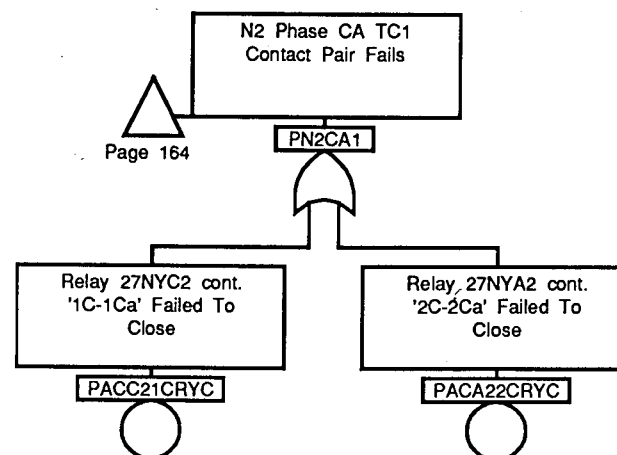 N2 Phase CA TC1
Contact Pair Fails
Page 164
PN2CA1
Relay 27NYC2 cont.
'1C-1Ca' Failed To
Close
Relay 27NYA2 cont.
'2C-2Ca' Failed To
Close
PACC21CRYC
PACA22CRYC